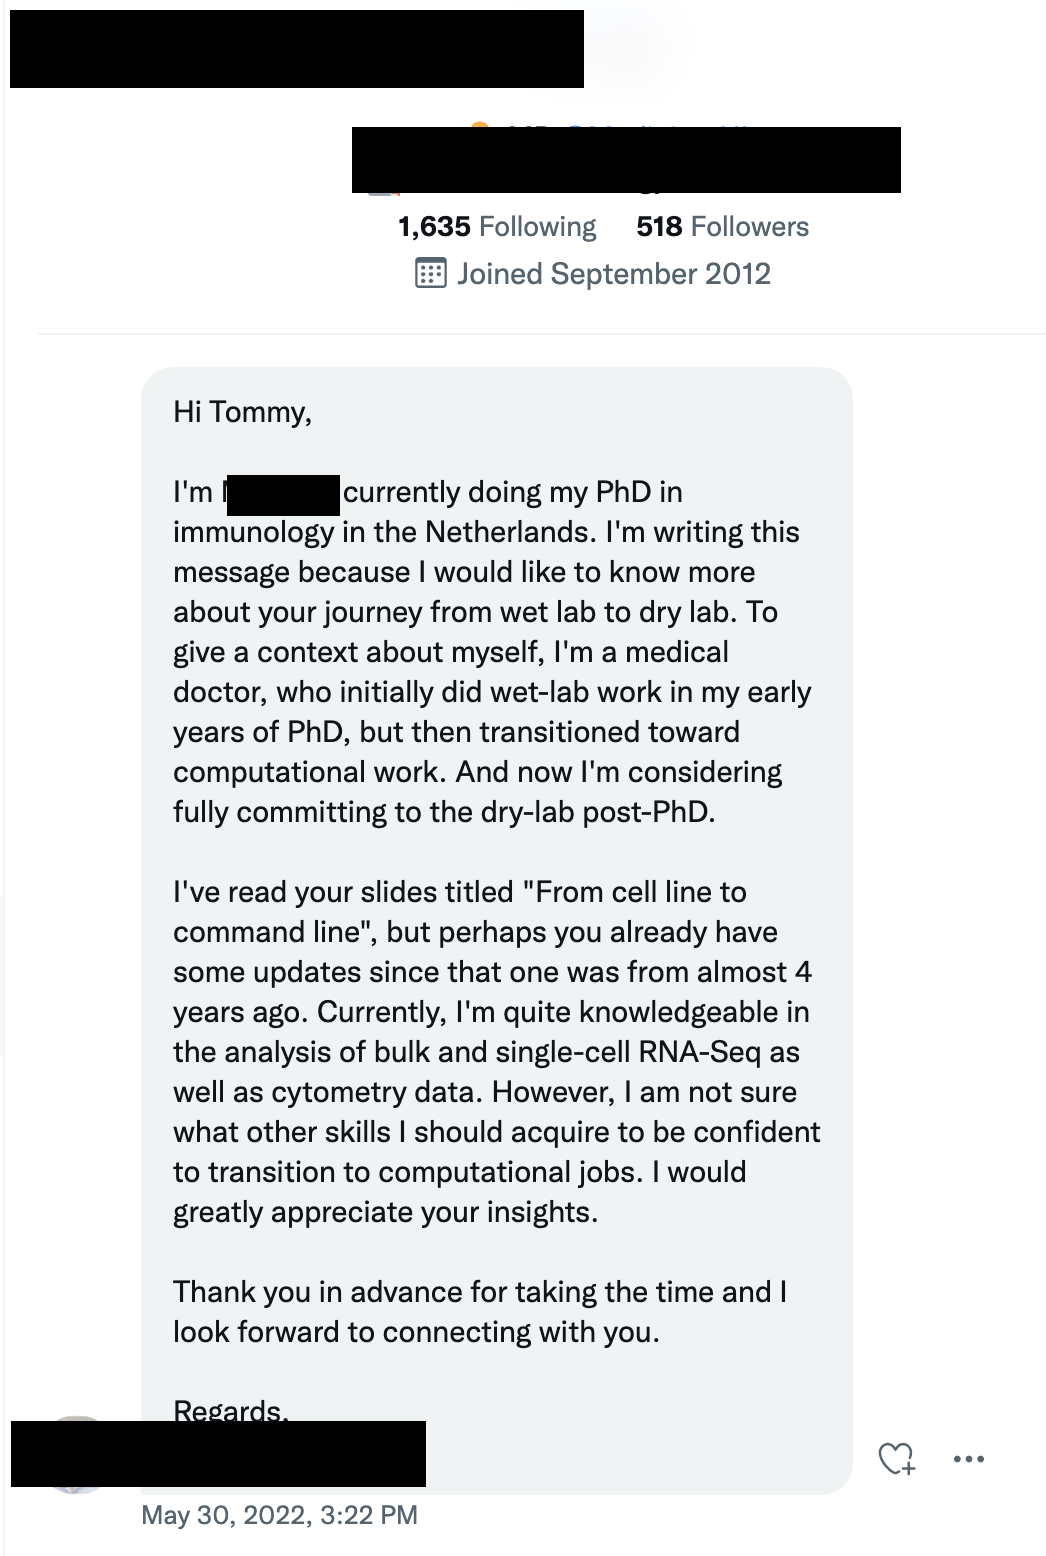 1,635 Following 518 Followers
Joined September 2012
Hi Tommy,
I'm currently doing my PhD in
immunology in the Netherlands. I'm writing this
message because I would like to know more
about your journey from wet lab to dry lab. To
give a context about myself, I'm a medical
doctor, who initially did wet-lab work in my early
years of PhD, but then transitioned toward
computational work. And now I'm considering
fully committing to the dry-lab post-PhD.
I've read your slides titled "From cell line to
command line", but perhaps you already have
some updates since that one was from almost 4
years ago. Currently, I'm quite knowledgeable in
the analysis of bulk and single-cell RNA-Seq as
well as cytometry data. However, I am not sure
what other skills I should acquire to be confident
to transition to computational jobs. I would
greatly appreciate your insights.
Thank you in advance for taking the time and I
look forward to connecting with you.
Regards,
May 30, 2022, 3:22 PM